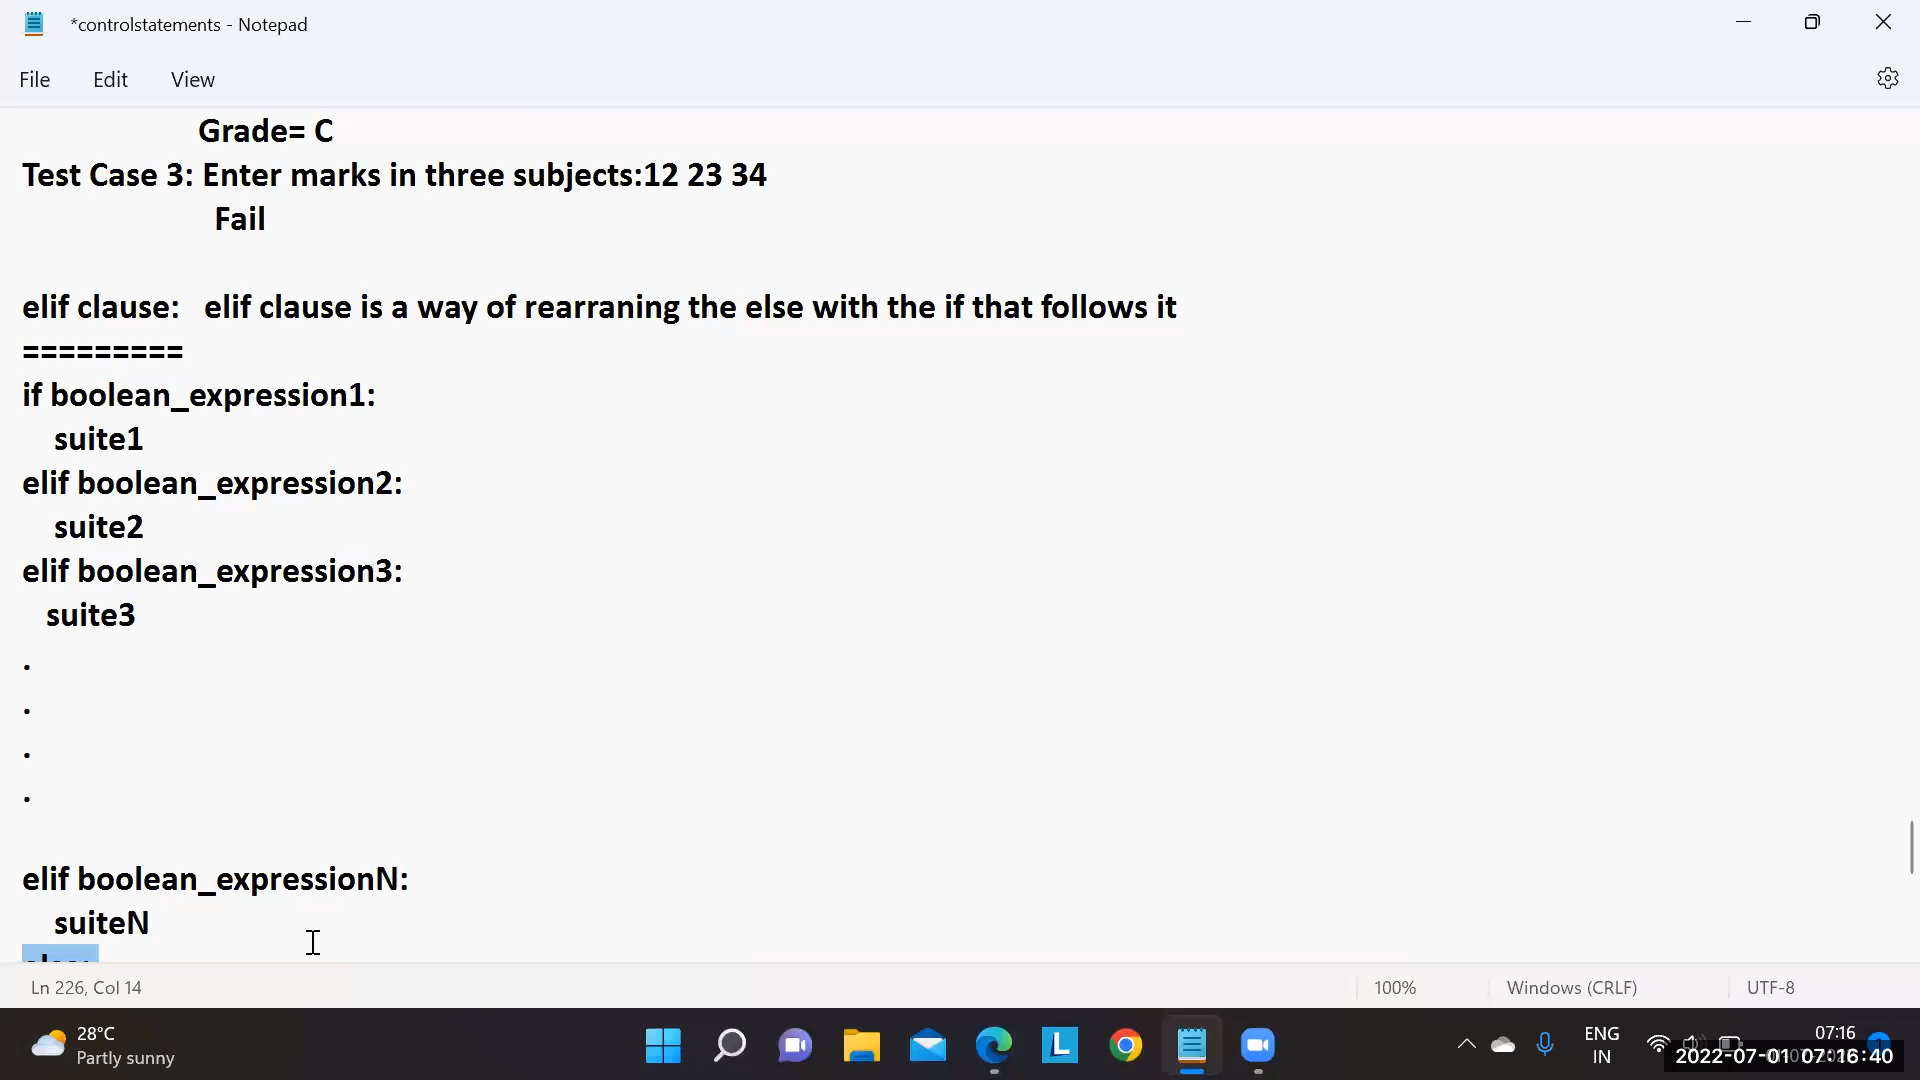 *controlstatements - Notepad
File Edit View
Grade= C
Test Case 3: Enter marks in three subjects:12 23 34
Fail
elif clause:   elif clause is a way of rearraning the else with the if that follows it
=========
if boolean_expression1:
suite1
elif boolean_expression2:
suite2
elif boolean_expression3:
suite3
.
.
.
.
elif boolean_expressionN:
suiteN
Ln 226, Col 14
100%
Windows (CRLF)
UTF-8
28°C
Partly sunny
L
ENG
IN
07:16
1
2022-07-01 07:16:40